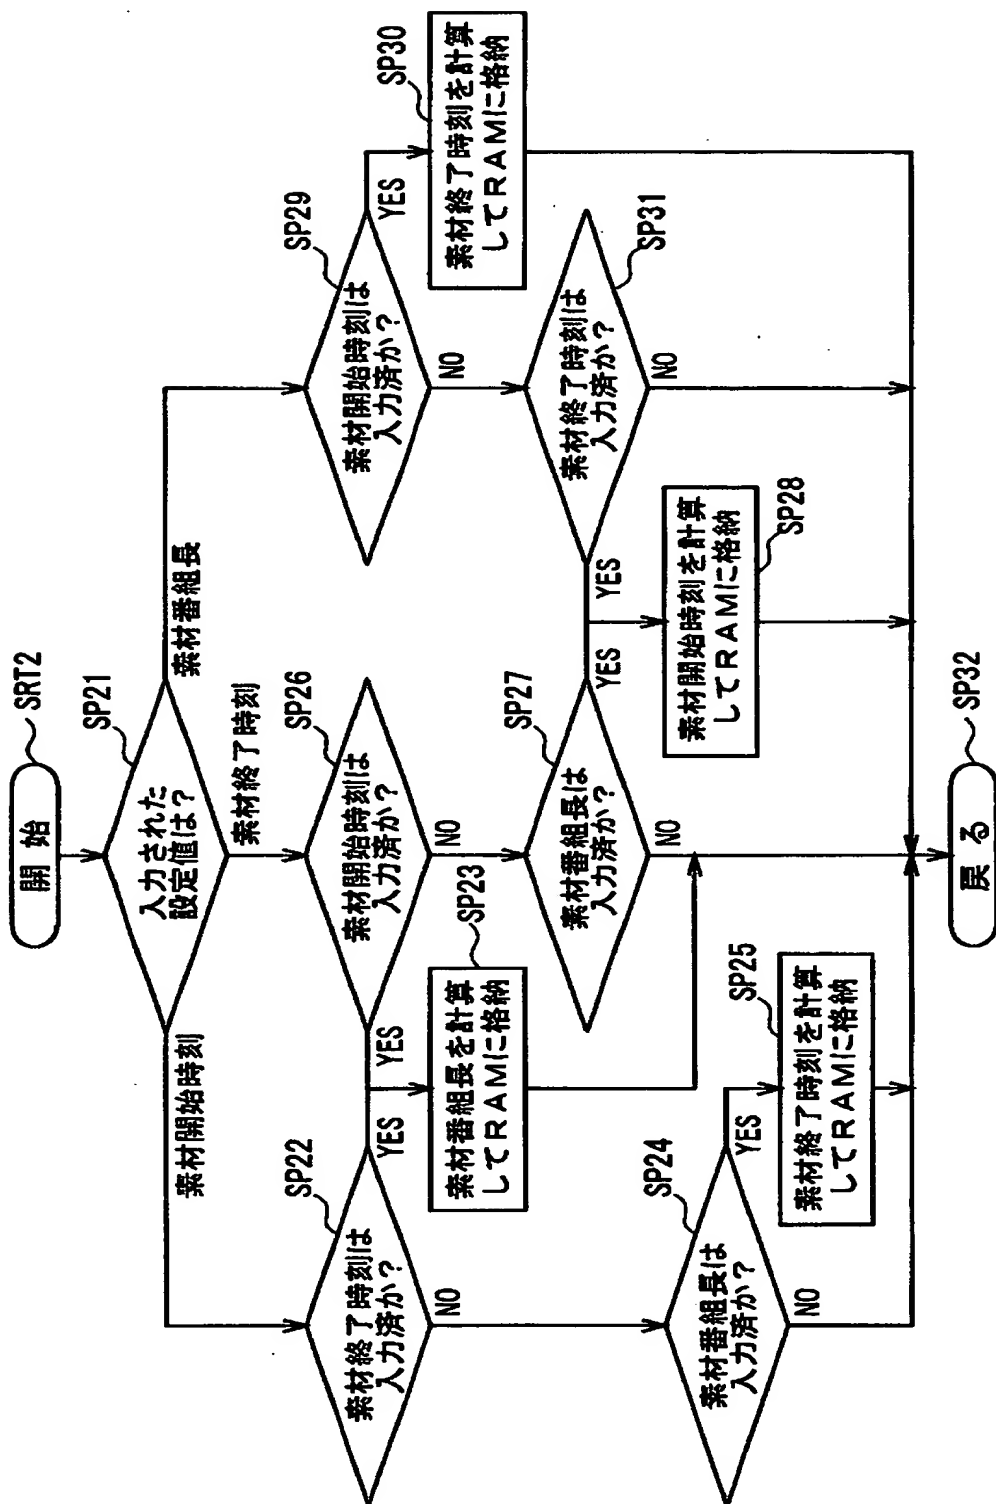 開 始
SRT2
入力された
設定値は?
SP21
素材開始時刻
素材終了時刻
素材番組長
素材終了時刻は
入力済か?
SP22
YES
NO
素材開始時刻は
入力済か?
SP26
YES
NO
素材開始時刻は
入力済か?
SP29
YES
NO
素材番組長を計算
してRAMに格納
SP23
素材終了時刻を計算
してRAMに格納
SP30
素材番組長は
入力済か?
SP27
YES
NO
素材終了時刻は
入力済か?
SP31
YES
NO
素材番組長は
入力済か?
SP24
YES
NO
素材開始時刻を計算
してRAMに格納
SP28
素材終了時刻を計算
してRAMに格納
SP25
戻 る
SP32